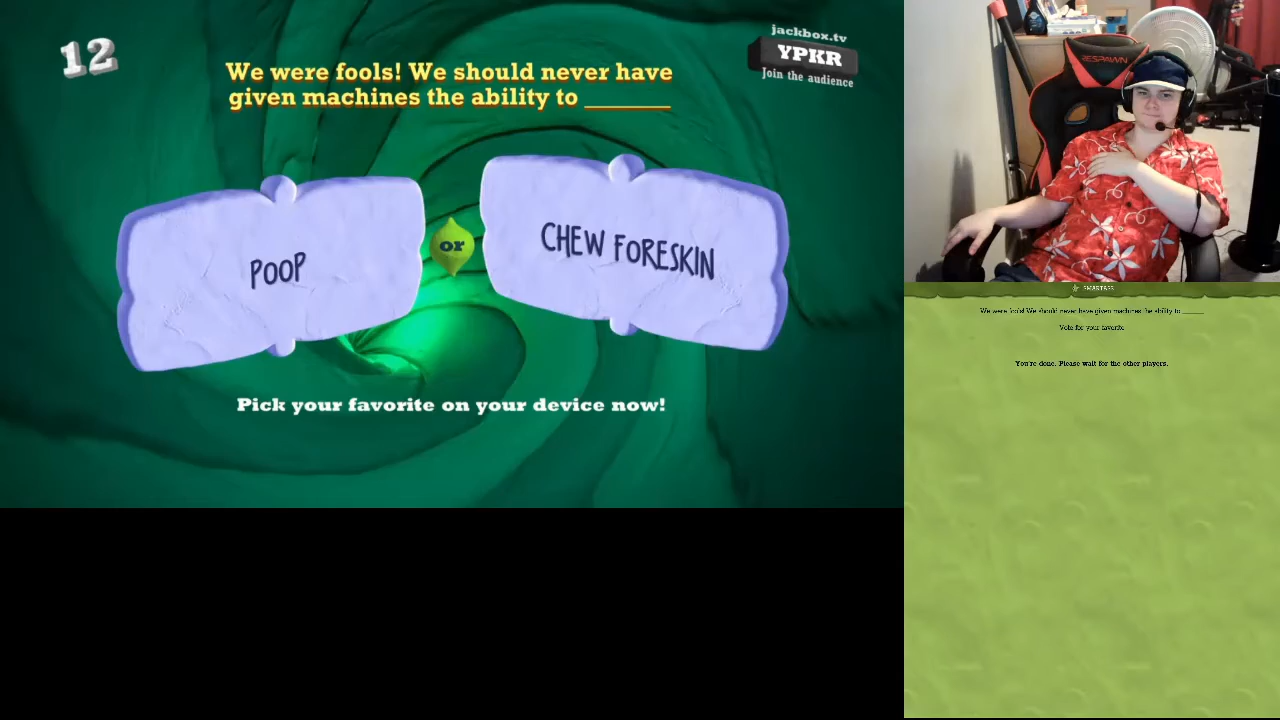 12
We were fools! We should never have
given machines the ability to ________
jackbox.tv
YPKR
Join the audience
POOP
or
CHEW FORESKIN
Pick your favorite on your device now!
RESPAWN
SMARTASS
We were fools! We should never have given machines the ability to ______
Vote for your favorite
You're done. Please wait for the other players.